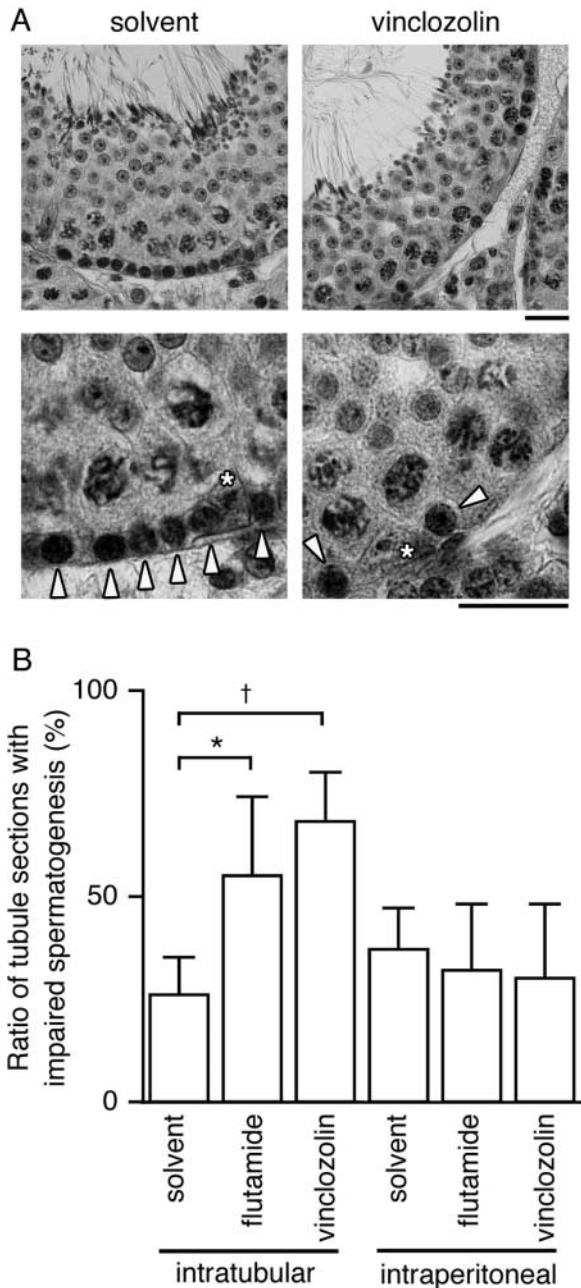 A
solvent vinclozolin
*
*
B
Ratio of tubule sections with
impaired spermatogenesis (%)
100
50
0
†
*
solvent
flutamide
vinclozolin
solvent
flutamide
vinclozolin
intratubular
intraperitoneal